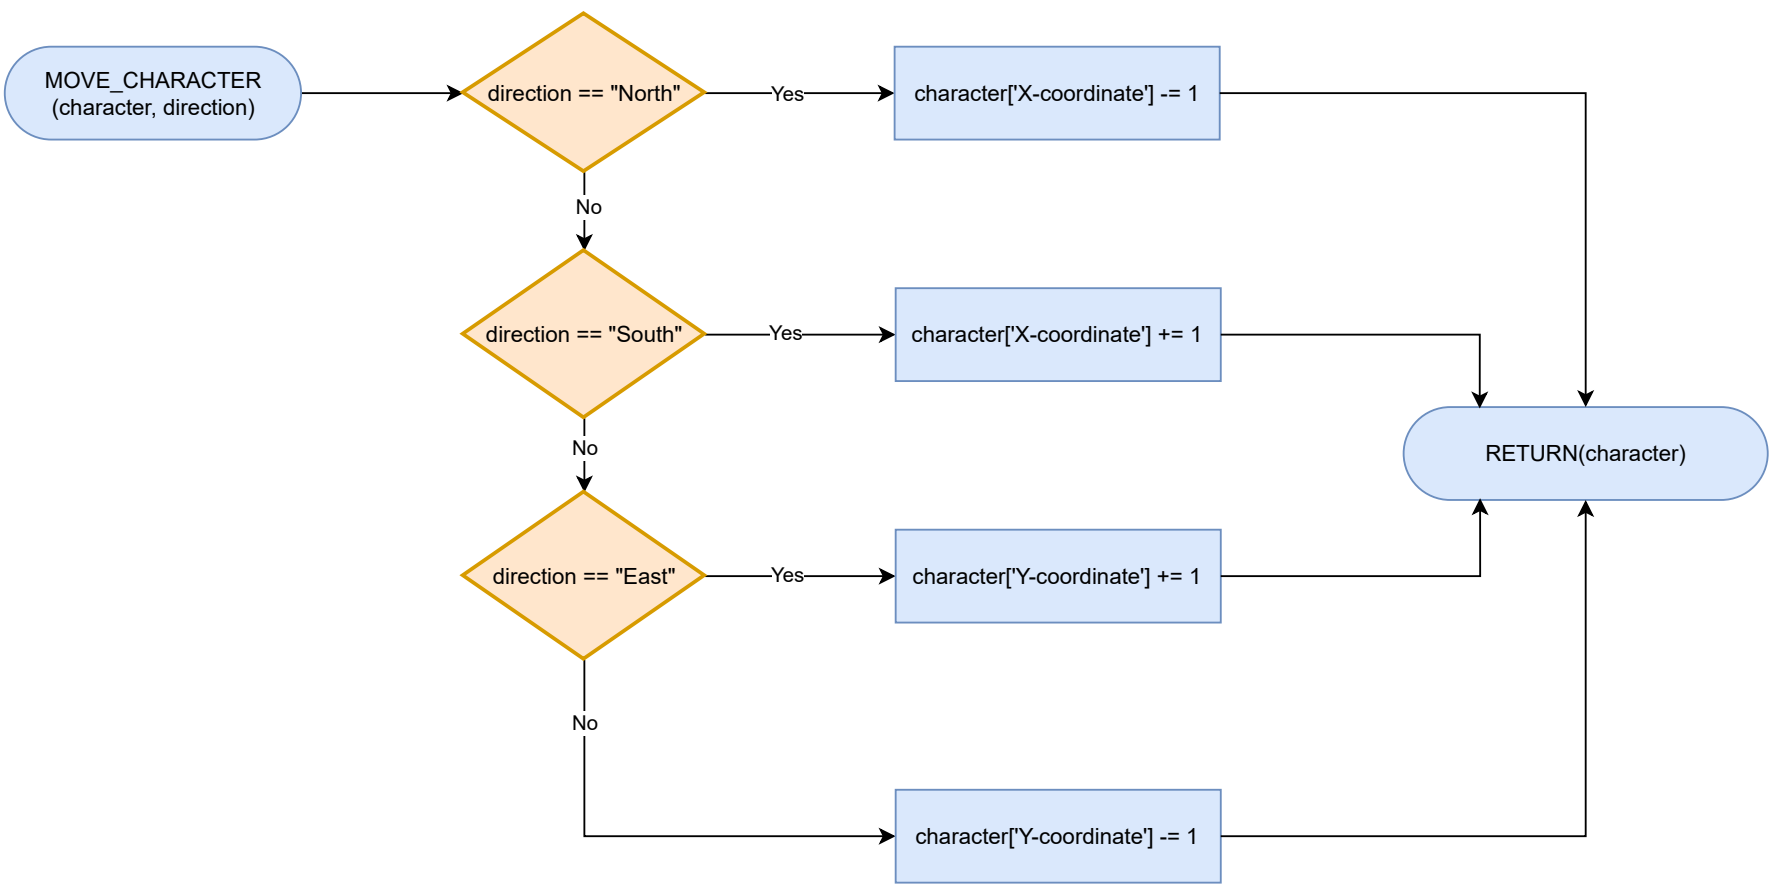 MOVE_CHARACTER
(character, direction)
direction == "North"
Yes
character['X-coordinate'] -= 1
No
direction == "South"
Yes
character['X-coordinate'] += 1
RETURN(character)
No
direction == "East"
Yes
character['Y-coordinate'] += 1
No
character['Y-coordinate'] -= 1